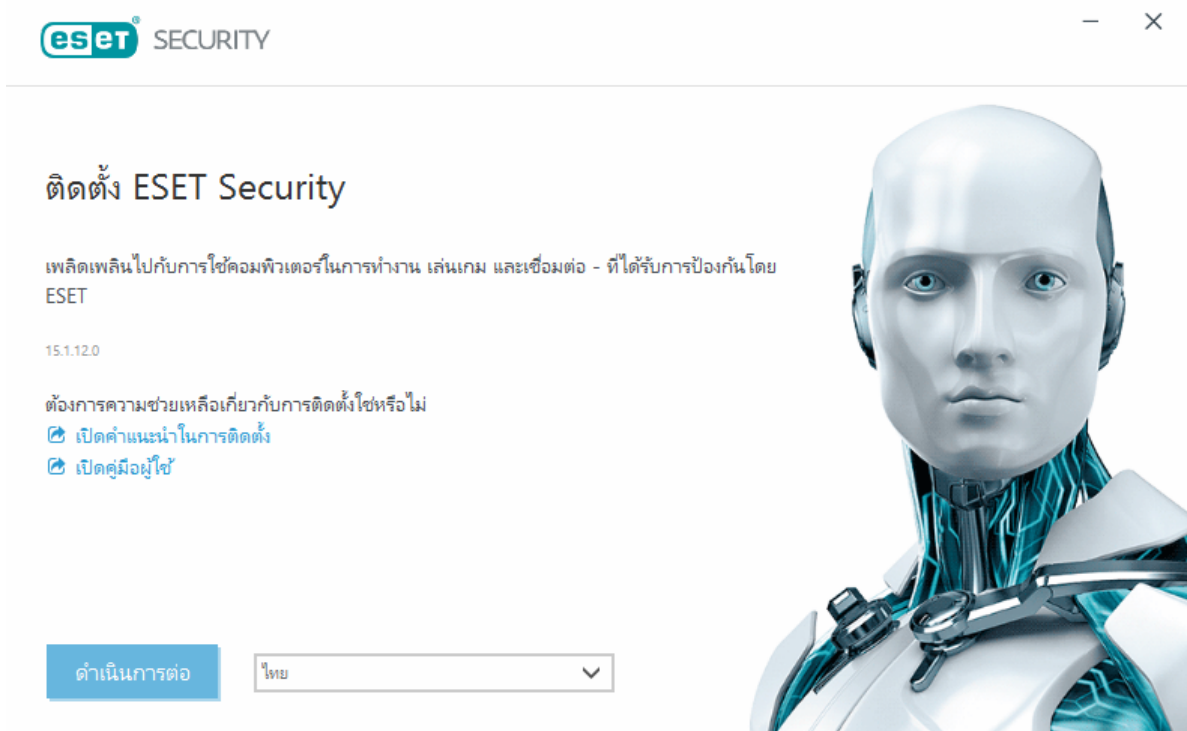 eset® SECURITY
ติดตั้ง ESET Security
เพลิดเพลินไปกับการใช้คอมพิวเตอร์ในการทำงาน เล่นเกม และเชื่อมต่อ - ที่ได้รับการป้องกันโดย
ESET
15.1.12.0
ต้องการความช่วยเหลือเกี่ยวกับการติดตั้งใช่หรือไม่
เปิดคำแนะนำในการติดตั้ง
เปิดคู่มือผู้ใช้
ดำเนินการต่อ
ไทย